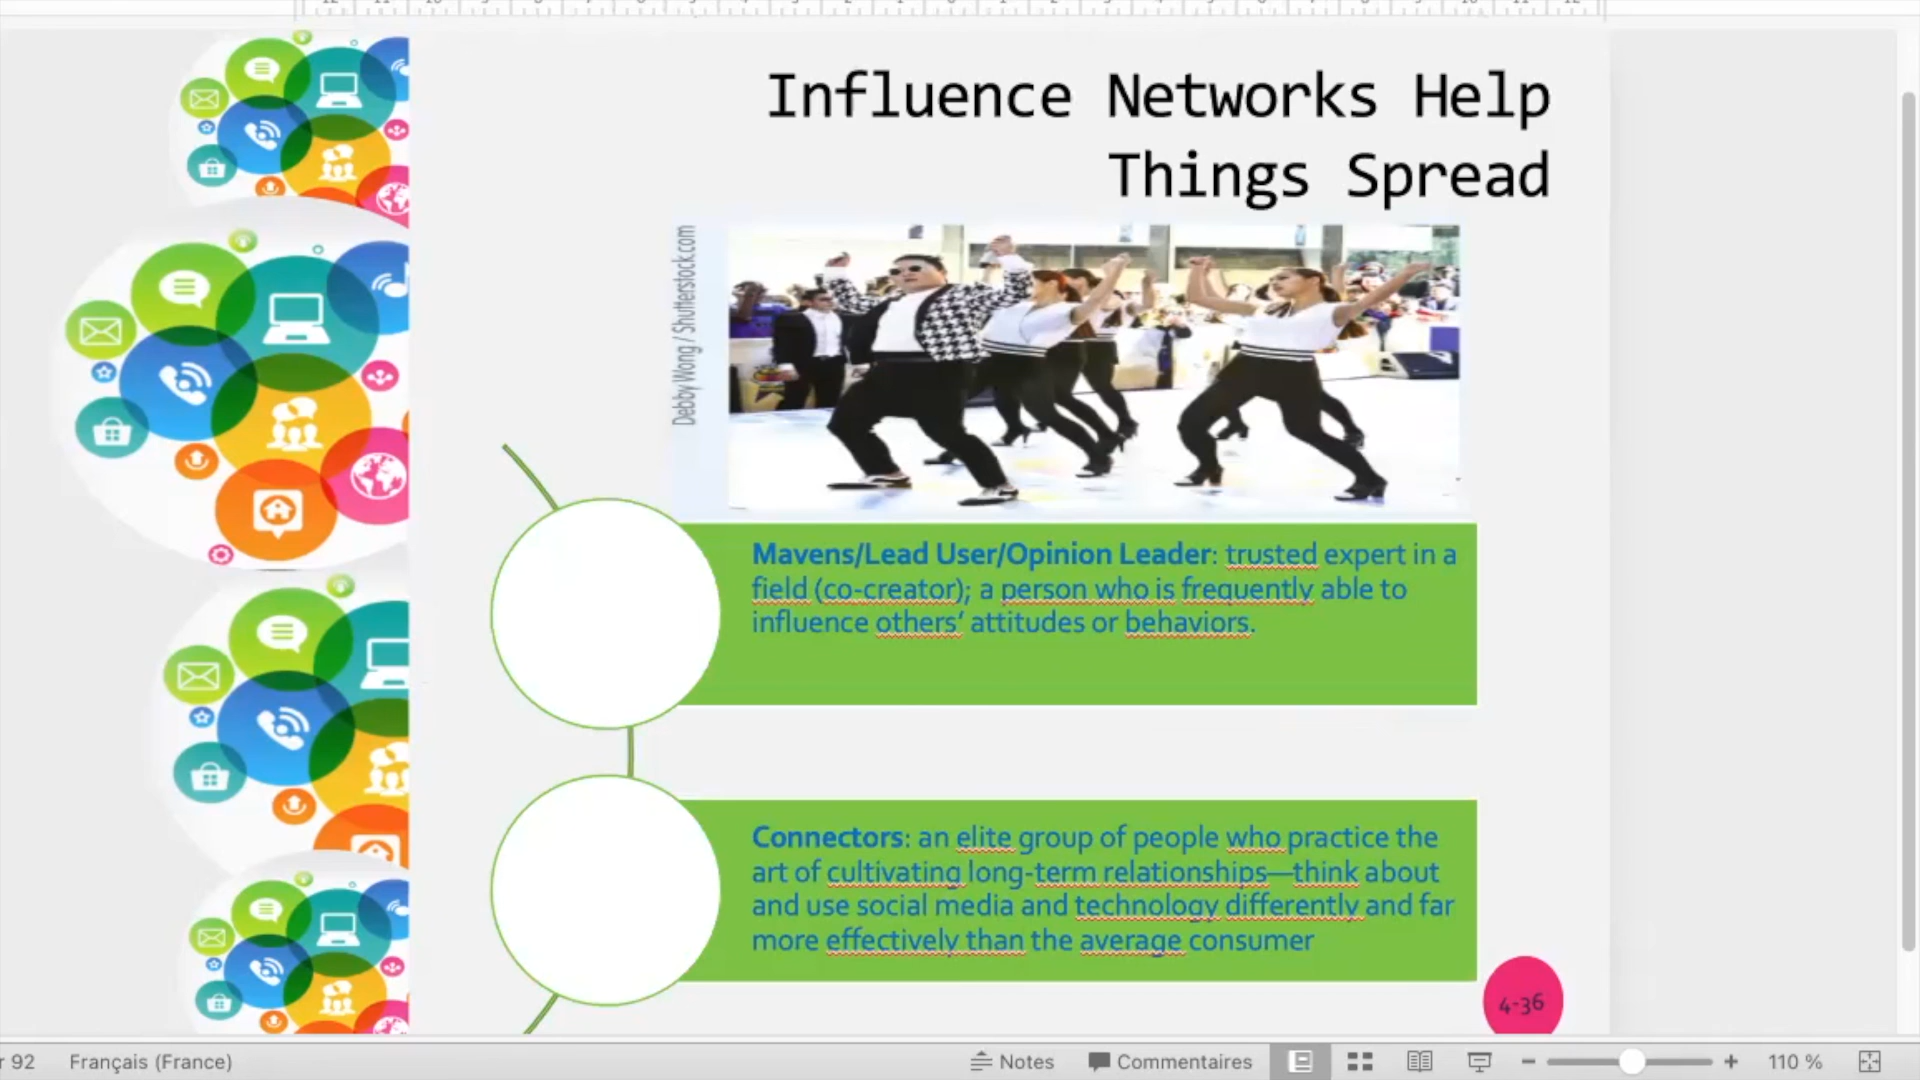 Influence Networks Help
Things Spread
Debby Wong / Shutterstock.com
Mavens/Lead User/Opinion Leader: trusted expert in a
field (co-creator); a person who is frequently able to
influence others’ attitudes or behaviors.
Connectors: an elite group of people who practice the
art of cultivating long-term relationships—think about
and use social media and technology differently and far
more effectively than the average consumer
4-36
92
Français (France)
Notes
Commentaires
110 %